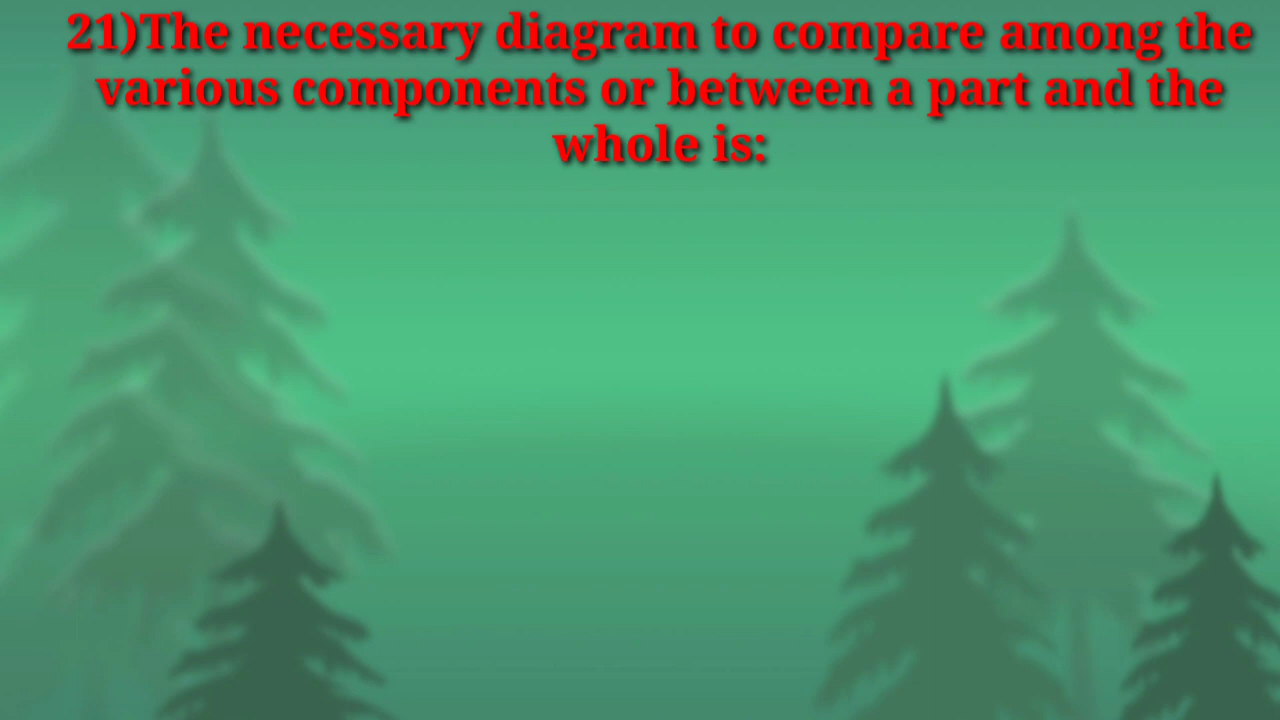 21)The necessary diagram to compare among the
various components or between a part and the
whole is: